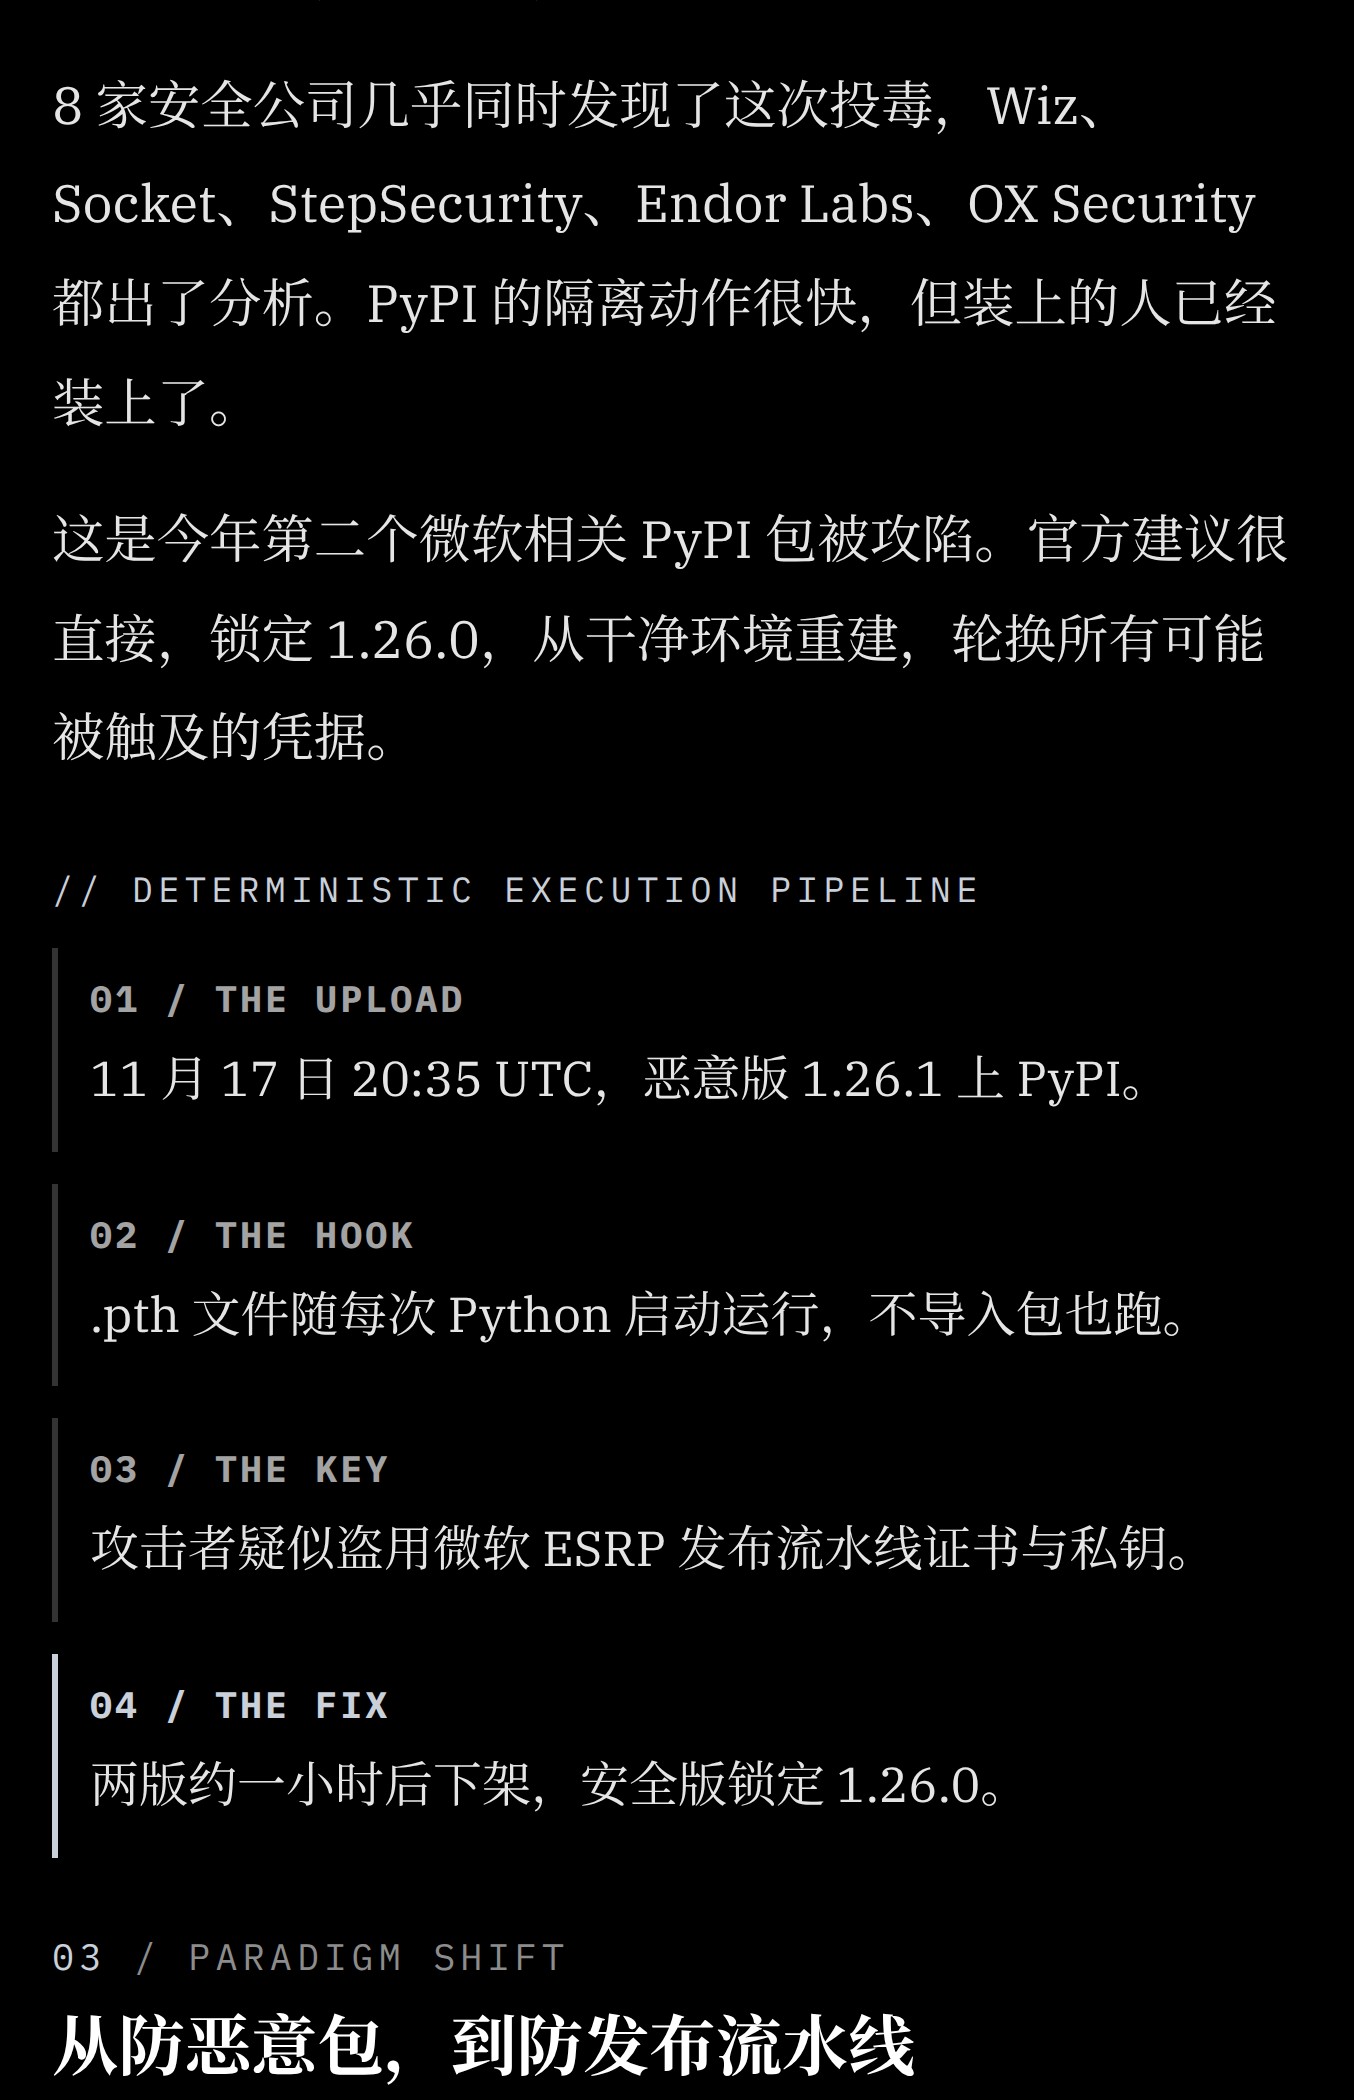 8 家安全公司几乎同时发现了这次投毒，Wiz、
Socket、StepSecurity、Endor Labs、OX Security
都出了分析。PyPI 的隔离动作很快，但装上的人已经
装上了。
这是今年第二个微软相关 PyPI 包被攻陷。官方建议很
直接，锁定 1.26.0，从干净环境重建，轮换所有可能
被触及的凭据。
// DETERMINISTIC EXECUTION PIPELINE
01 / THE UPLOAD
11 月 17 日 20:35 UTC，恶意版 1.26.1 上 PyPI。
02 / THE HOOK
.pth 文件随每次 Python 启动运行，不导入包也跑。
03 / THE KEY
攻击者疑似盗用微软 ESRP 发布流水线证书与私钥。
04 / THE FIX
两版约一小时后下架，安全版锁定 1.26.0。
03 / PARADIGM SHIFT
从防恶意包，到防发布流水线